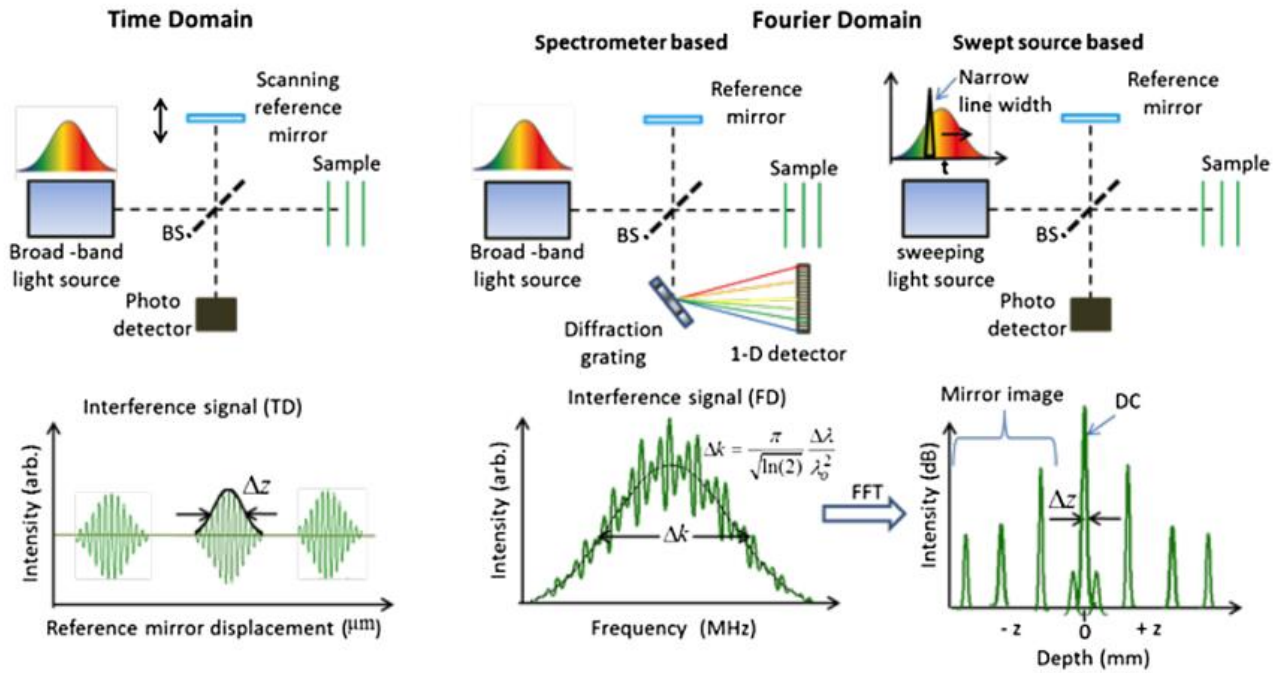 Time Domain
Scanning
reference
mirror
Sample
BS
Broad -band
light source
Photo
detector
Interference signal (TD)
Intensity (arb.)
Δz
Reference mirror displacement (μm)
Fourier Domain
Spectrometer based
Reference
mirror
Sample
BS
Broad -band
light source
Diffraction
grating
1-D detector
Swept source based
Narrow
line width
t
Reference
mirror
Sample
BS
sweeping
light source
Photo
detector
Interference signal (FD)
Intensity (arb.)
Δk = π/√ln(2) Δλ/λ₀²
Δk
Frequency (MHz)
FFT
Mirror image
DC
Intensity (dB)
Δz
- z 0 + z
Depth (mm)